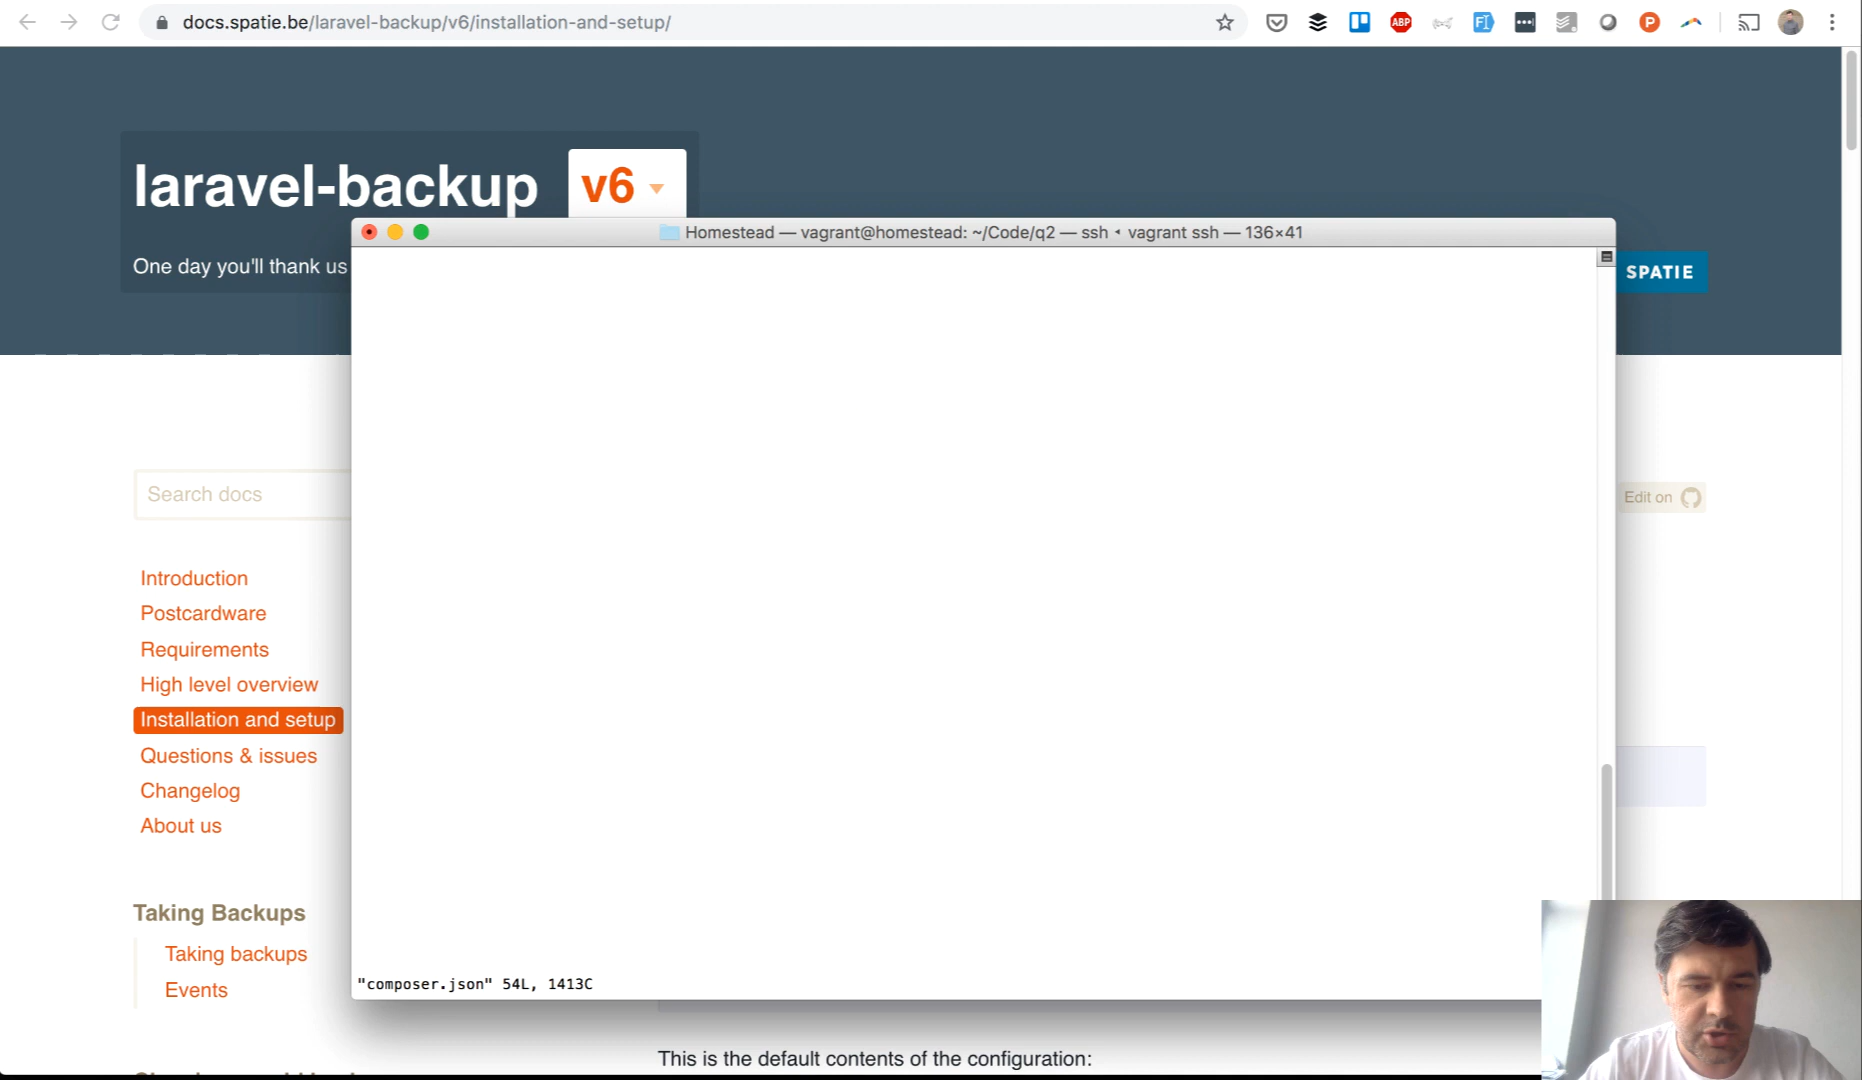 docs.spatie.be/laravel-backup/v6/installation-and-setup/
ABP
P
laravel-backup v6
One day you'll thank us
SPATIE
Homestead — vagrant@homestead: ~/Code/q2 — ssh ◂ vagrant ssh — 136×41
Search docs
Edit on
Introduction
Postcardware
Requirements
High level overview
Installation and setup
Questions & issues
Changelog
About us
Taking Backups
Taking backups
Events
"composer.json" 54L, 1413C
This is the default contents of the configuration: